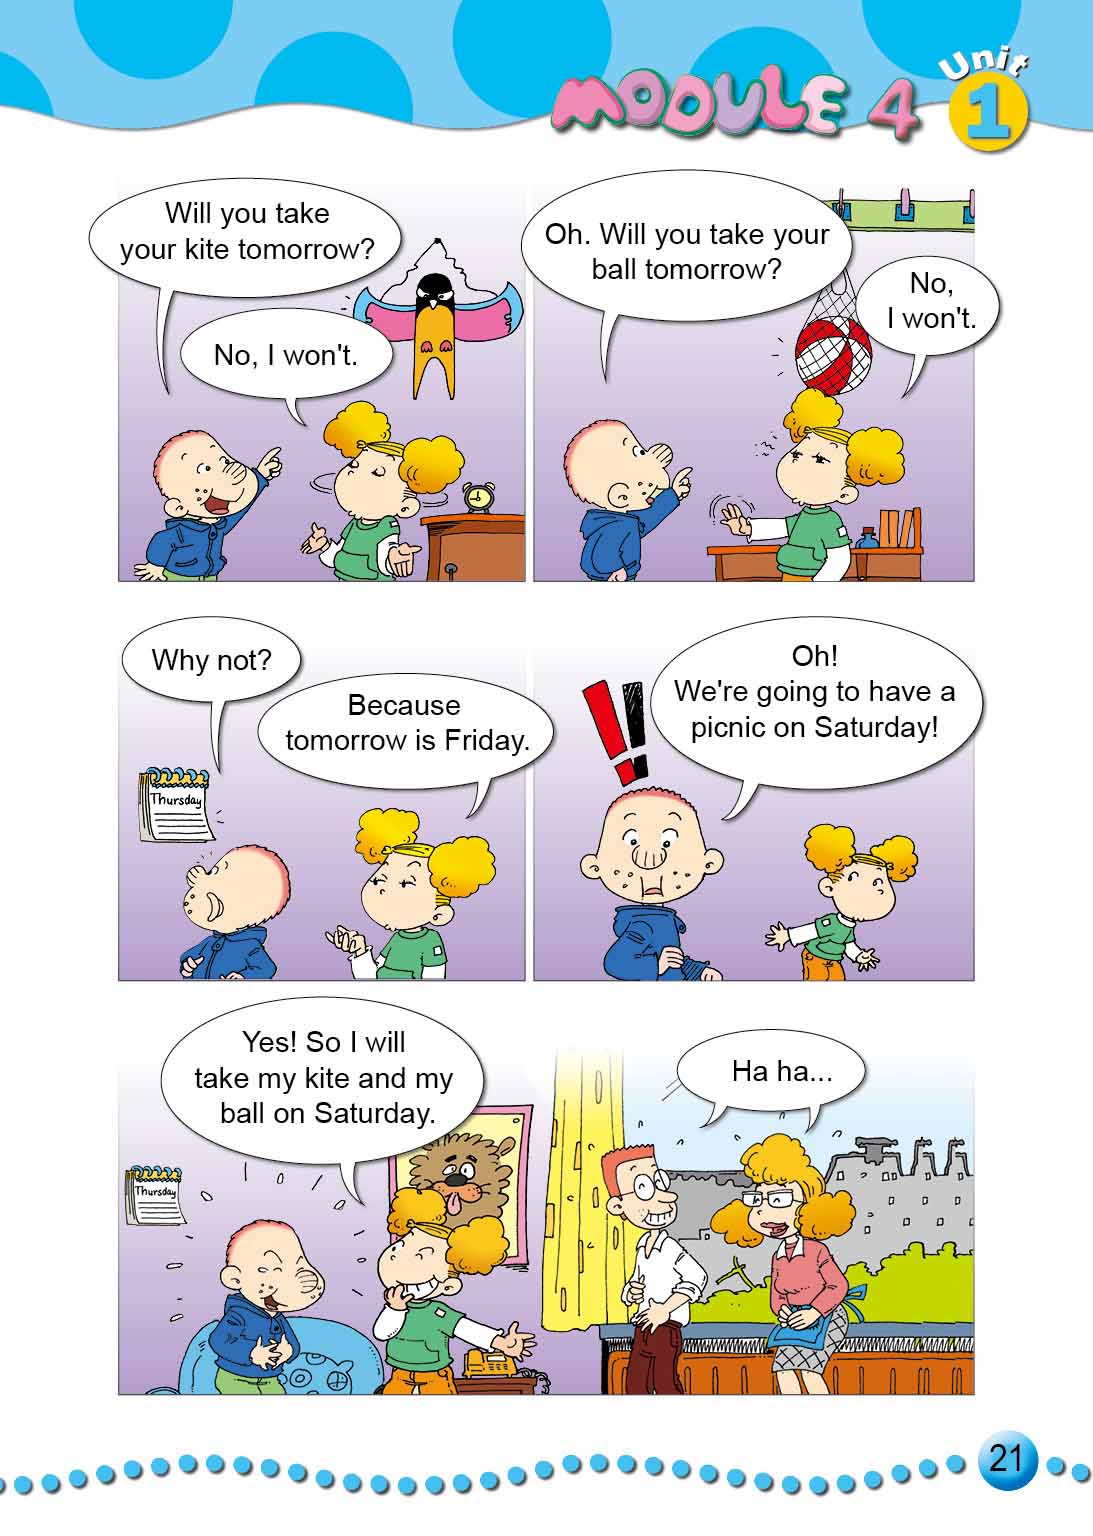 MODULE 4
Unit
1
Will you take
your kite tomorrow?
No, I won't.
Oh. Will you take your
ball tomorrow?
No,
I won't.
Why not?
Because
tomorrow is Friday.
Thursday
Oh!
We're going to have a
picnic on Saturday!
Yes! So I will
take my kite and my
ball on Saturday.
Thursday
Ha ha...
21